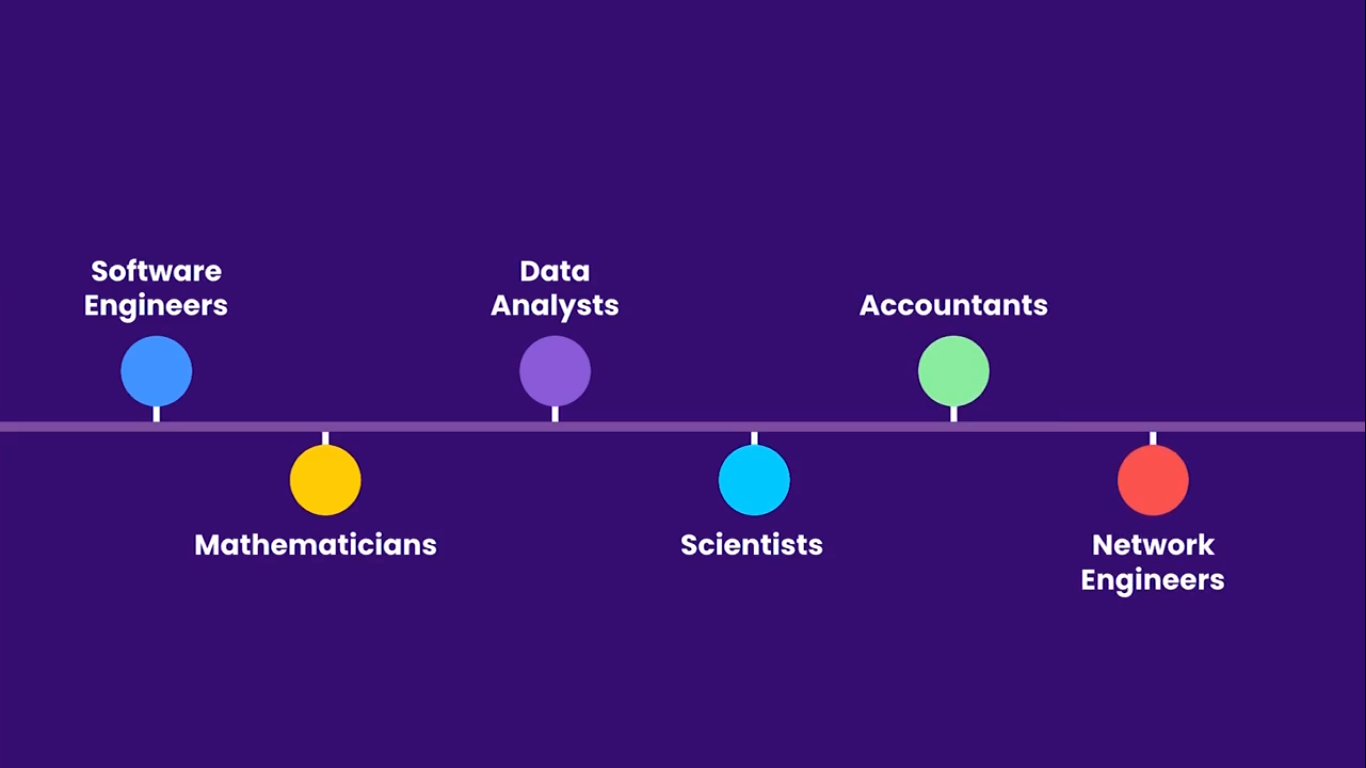 Software
Engineers
Data
Analysts
Accountants
Mathematicians
Scientists
Network
Engineers